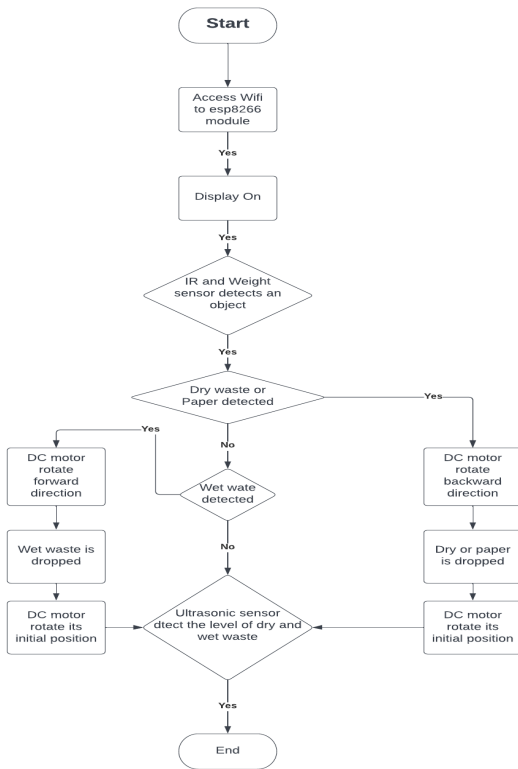 Start
Access Wifi
to esp8266
module
Yes
Display On
Yes
IR and Weight
sensor detects an
object
Yes
Dry waste or
Paper detected
Yes
Yes
No
DC motor
rotate
forward
direction
Wet wate
detected
DC motor
rotate
backward
direction
No
Wet waste is
dropped
Dry or paper
is dropped
DC motor
rotate its
initial position
Ultrasonic sensor
dtect the level of dry and
wet waste
DC motor
rotate its
initial position
Yes
End